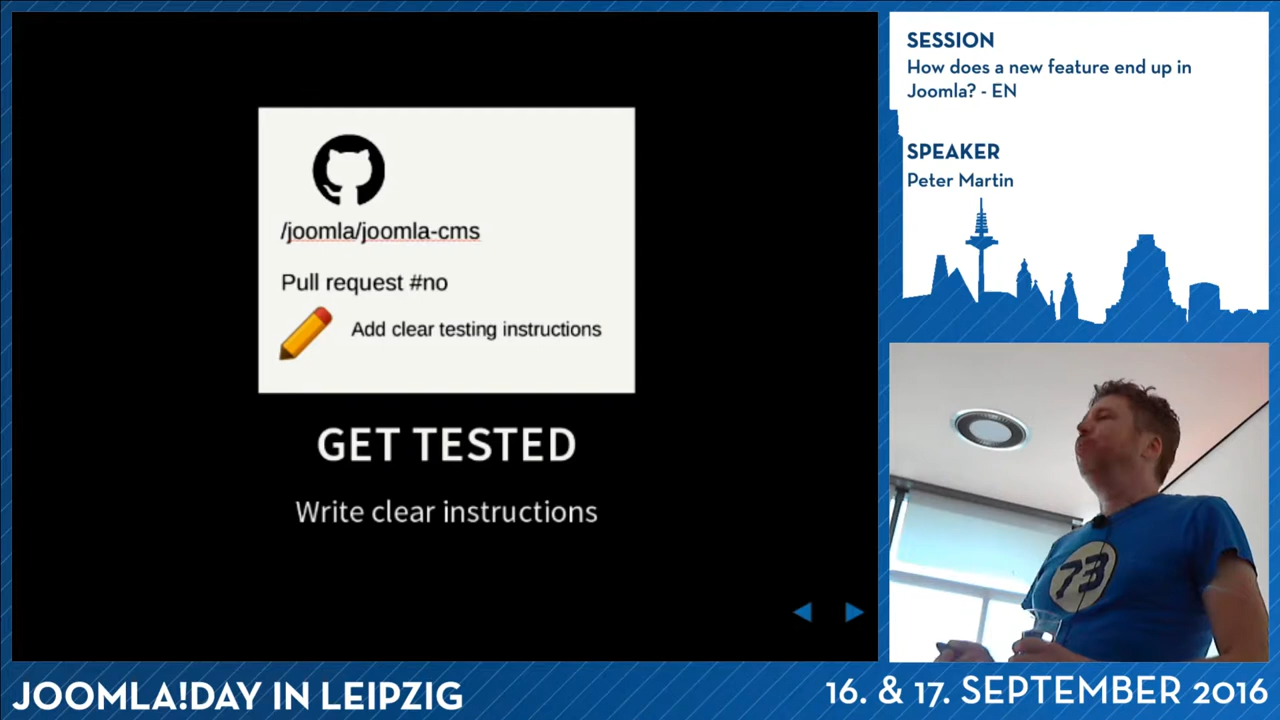 /joomla/joomla-cms
Pull request #no
Add clear testing instructions
GET TESTED
Write clear instructions
SESSION
How does a new feature end up in
Joomla? - EN
SPEAKER
Peter Martin
73
JOOMLA!DAY IN LEIPZIG
16. & 17. SEPTEMBER 2016